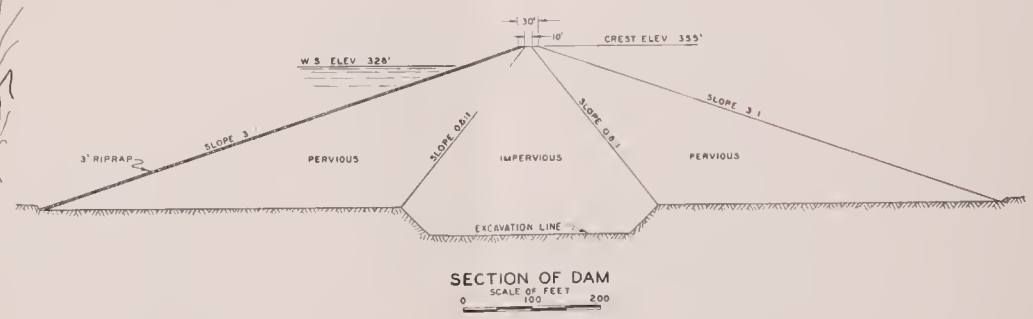 30'
10'
CREST ELEV 355'
W S ELEV 328'
SLOPE 3
SLOPE 0.8:1
SLOPE 0.8:1
SLOPE 3:1
3' RIPRAP
PERVIOUS
IMPERVIOUS
PERVIOUS
EXCAVATION LINE
SECTION OF DAM
SCALE OF FEET
0 100 200